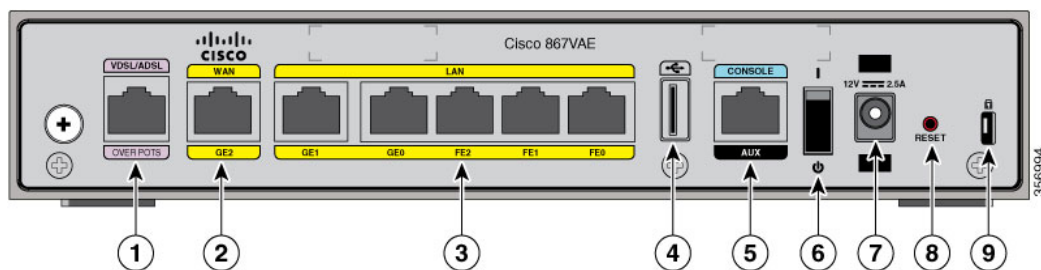 CISCO
Cisco 867VAE
VDSL/ADSL
WAN
LAN
CONSOLE
12V 2.5A
RESET
OVER POTS
GE2
GE1
GE0
FE2
FE1
FE0
AUX
1
2
3
4
5
6
7
8
9
356994